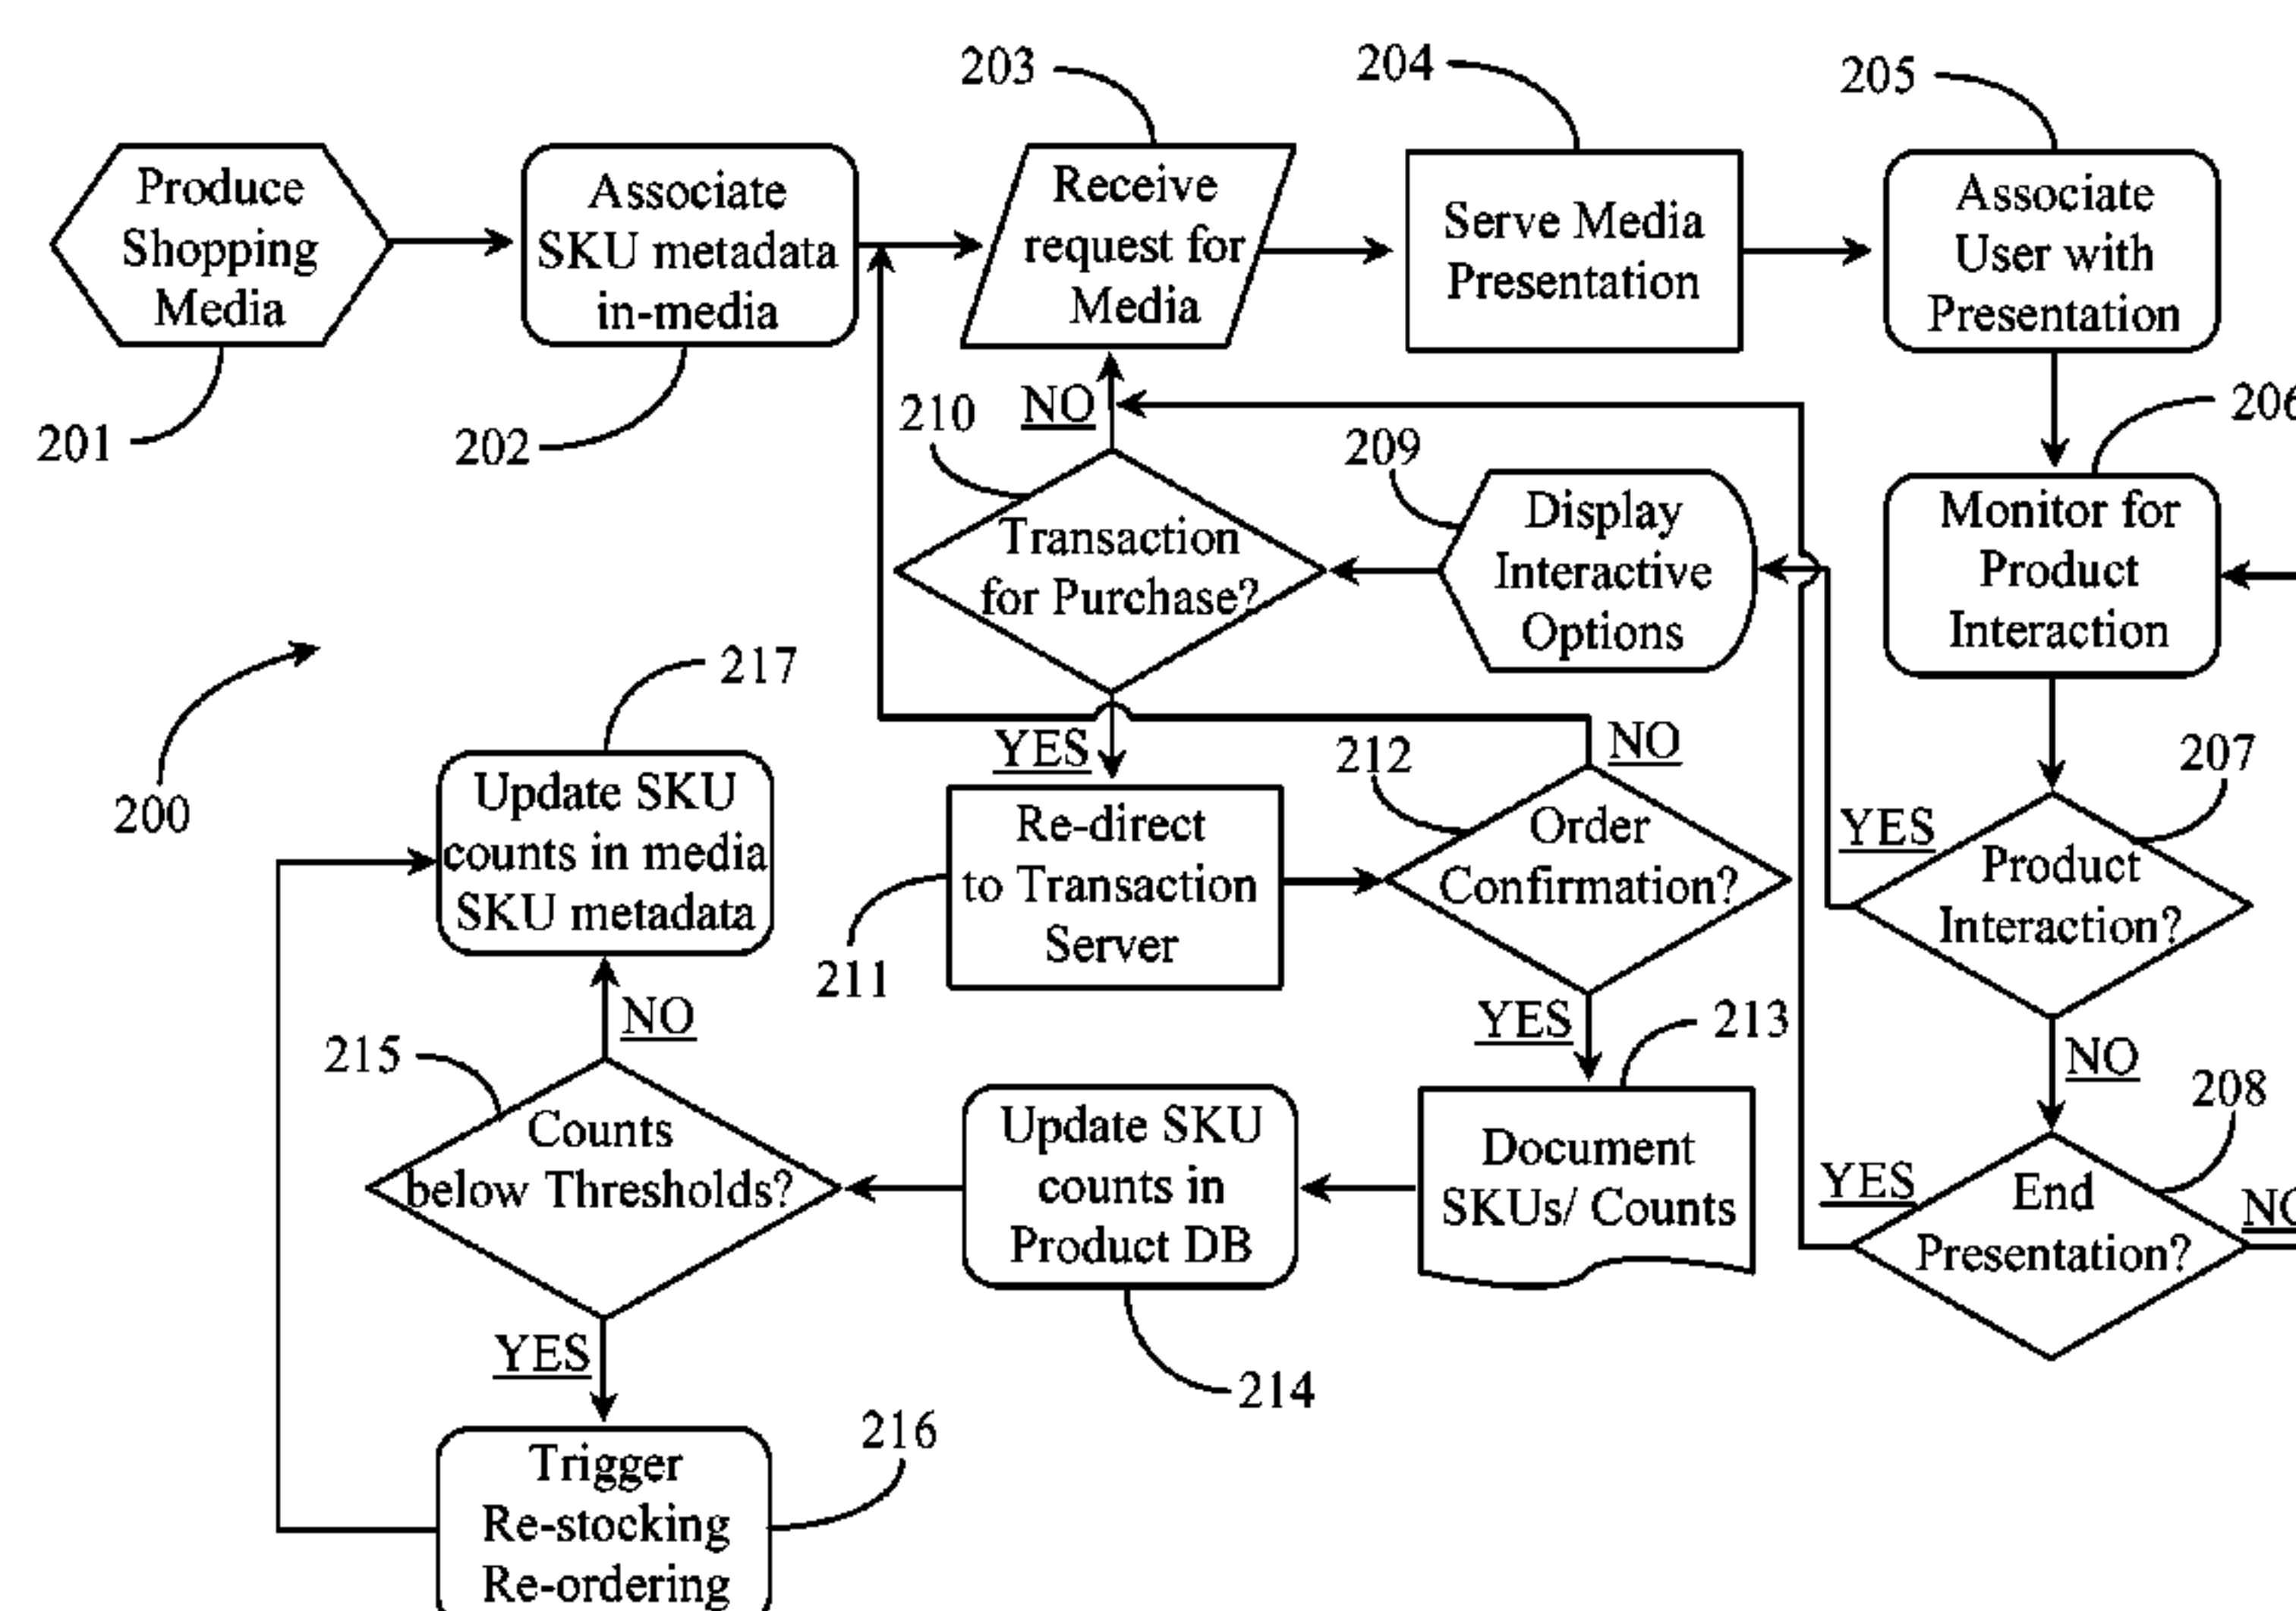 203
204
205
Produce
Shopping
Media
Associate
SKU metadata
in-media
Receive
request for
Media
Serve Media
Presentation
Associate
User with
Presentation
201
202
210
NO
209
206
Transaction
for Purchase?
Display
Interactive
Options
Monitor for
Product
Interaction
200
217
YES
212
NO
207
Update SKU
counts in media
SKU metadata
Re-direct
to Transaction
Server
Order
Confirmation?
YES
Product
Interaction?
211
NO
215
YES
213
NO
208
Counts
below Thresholds?
Update SKU
counts in
Product DB
Document
SKUs/ Counts
YES
End
Presentation?
NO
YES
214
216
Trigger
Re-stocking
Re-ordering